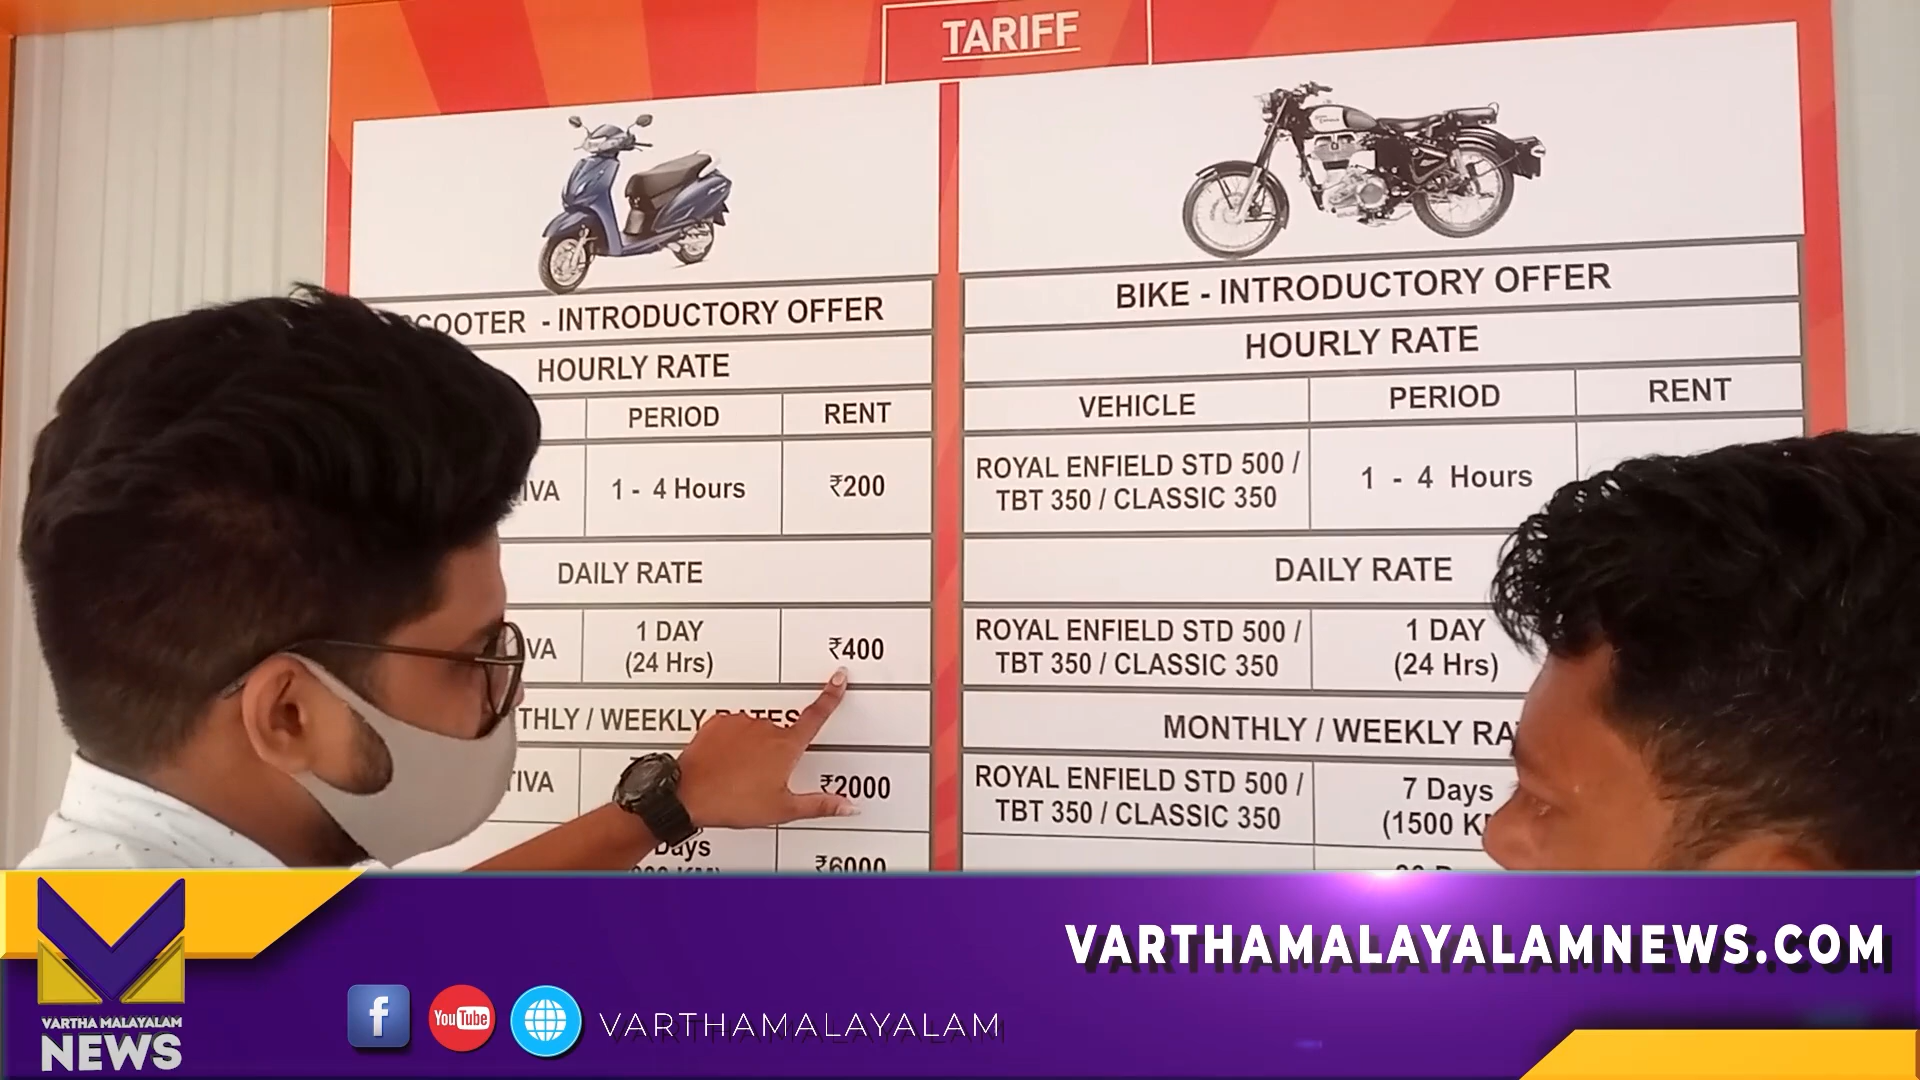 TARIFF
COOTER - INTRODUCTORY OFFER
HOURLY RATE
PERIOD RENT
IVA 1 - 4 Hours ₹200
DAILY RATE
VA 1 DAY (24 Hrs) ₹400
THLY / WEEKLY RATES
TIVA ₹2000
Days ₹6000
BIKE - INTRODUCTORY OFFER
HOURLY RATE
VEHICLE PERIOD RENT
ROYAL ENFIELD STD 500 / 1 - 4 Hours
TBT 350 / CLASSIC 350
DAILY RATE
ROYAL ENFIELD STD 500 / 1 DAY
TBT 350 / CLASSIC 350 (24 Hrs)
MONTHLY / WEEKLY RA
ROYAL ENFIELD STD 500 / 7 Days
TBT 350 / CLASSIC 350 (1500 K
VARTHAMALAYALAMNEWS.COM
f YouTube VARTHAMALAYALAM
VARTHA MALAYALAM
NEWS